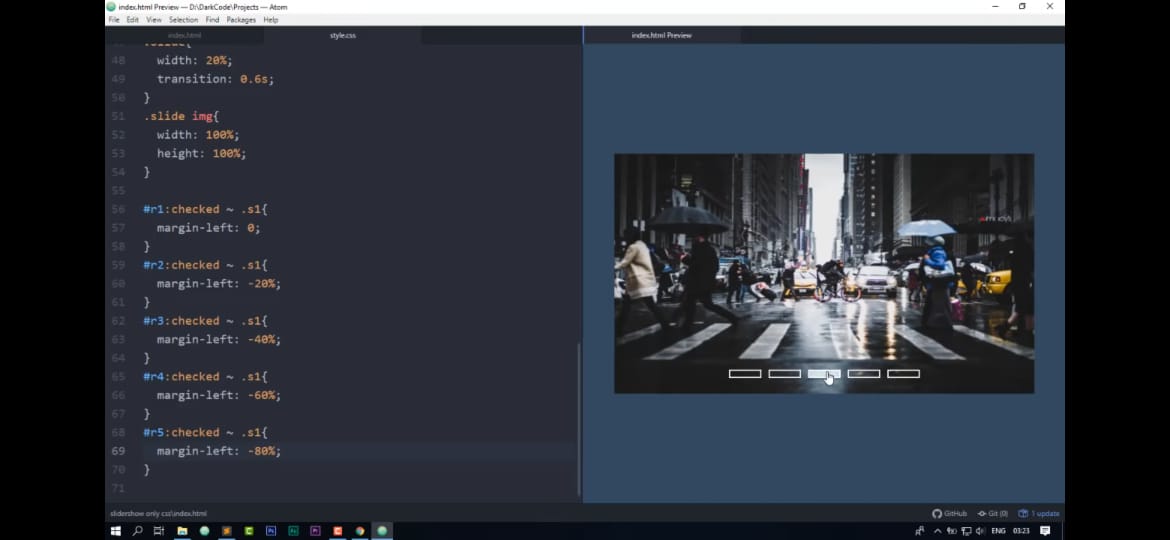 index.html Preview — D:\DarkCode\Projects — Atom
File Edit View Selection Find Packages Help
index.html style.css index.html Preview
.slide{
48 width: 20%;
49 transition: 0.6s;
50 }
51 .slide img{
52 width: 100%;
53 height: 100%;
54 }
55
56 #r1:checked ~ .s1{
57 margin-left: 0;
58 }
59 #r2:checked ~ .s1{
60 margin-left: -20%;
61 }
62 #r3:checked ~ .s1{
63 margin-left: -40%;
64 }
65 #r4:checked ~ .s1{
66 margin-left: -60%;
67 }
68 #r5:checked ~ .s1{
69 margin-left: -80%;
70 }
71
slideshow only css\index.html GitHub Git (0) 1 update
ENG 03:23